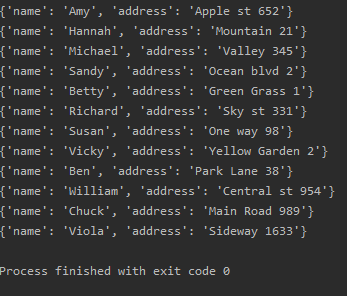 {'name': 'Amy', 'address': 'Apple st 652'}
{'name': 'Hannah', 'address': 'Mountain 21'}
{'name': 'Michael', 'address': 'Valley 345'}
{'name': 'Sandy', 'address': 'Ocean blvd 2'}
{'name': 'Betty', 'address': 'Green Grass 1'}
{'name': 'Richard', 'address': 'Sky st 331'}
{'name': 'Susan', 'address': 'One way 98'}
{'name': 'Vicky', 'address': 'Yellow Garden 2'}
{'name': 'Ben', 'address': 'Park Lane 38'}
{'name': 'William', 'address': 'Central st 954'}
{'name': 'Chuck', 'address': 'Main Road 989'}
{'name': 'Viola', 'address': 'Sideway 1633'}
Process finished with exit code 0